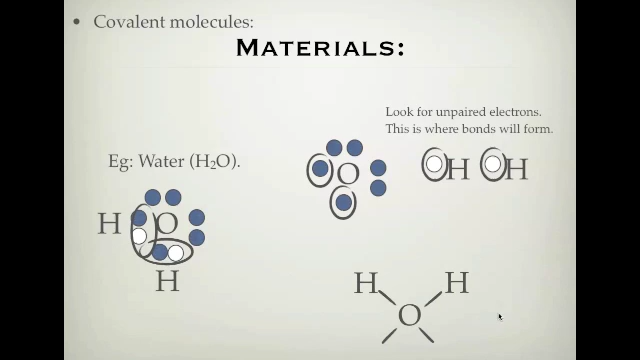 • Covalent molecules:
MATERIALS:
Look for unpaired electrons.
This is where bonds will form.
Eg: Water (H₂O).
O
H H
H O
H
H H
O